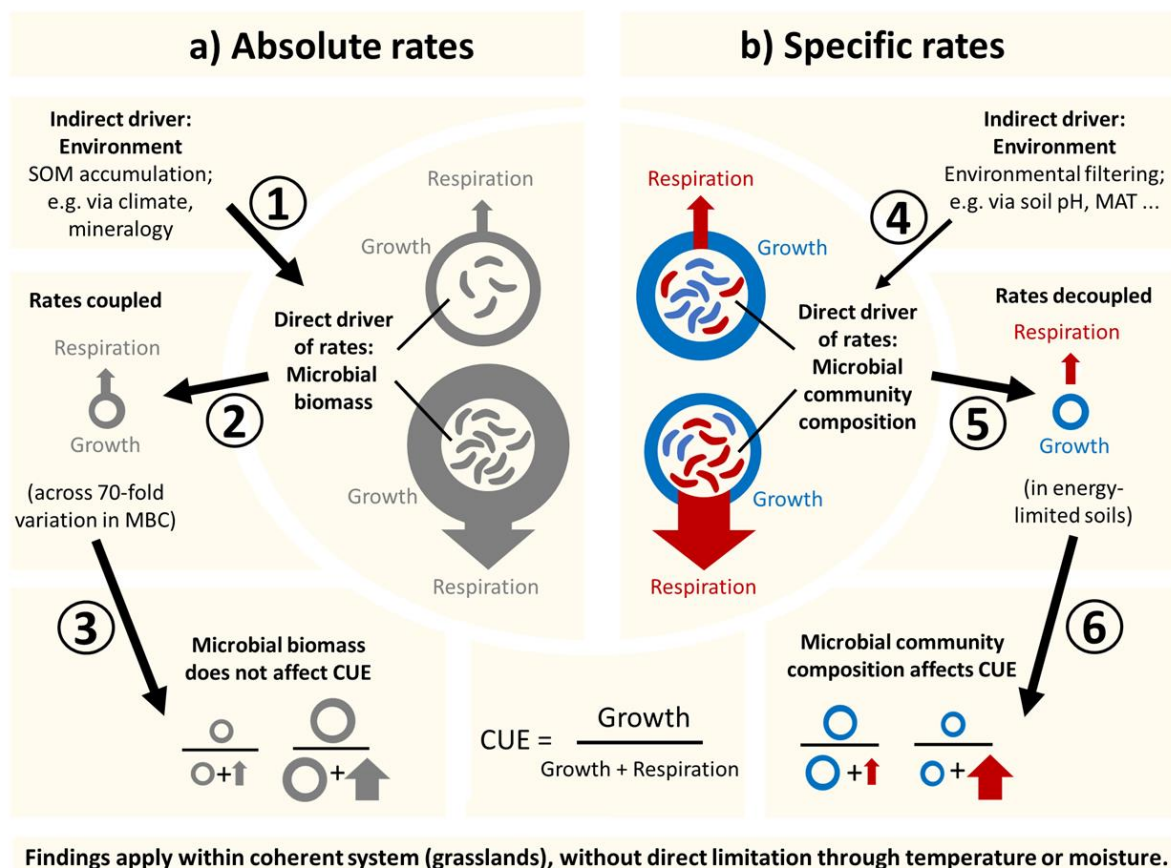 a) Absolute rates
Indirect driver:
Environment
SOM accumulation;
e.g. via climate,
mineralogy
1
Respiration
Growth
Rates coupled
Respiration
Growth
Direct driver
of rates:
Microbial
biomass
2
Growth
Respiration
(across 70-fold
variation in MBC)
3
Microbial biomass
does not affect CUE
+
+
b) Specific rates
Indirect driver:
Environment
Environmental filtering;
e.g. via soil pH, MAT ...
4
Respiration
Growth
Direct driver
of rates:
Microbial
community
composition
Rates decoupled
Respiration
Growth
5
Growth
Respiration
(in energy-
limited soils)
6
Microbial community
composition affects CUE
+
+
CUE =
Growth
Growth + Respiration
Findings apply within coherent system (grasslands), without direct limitation through temperature or moisture.